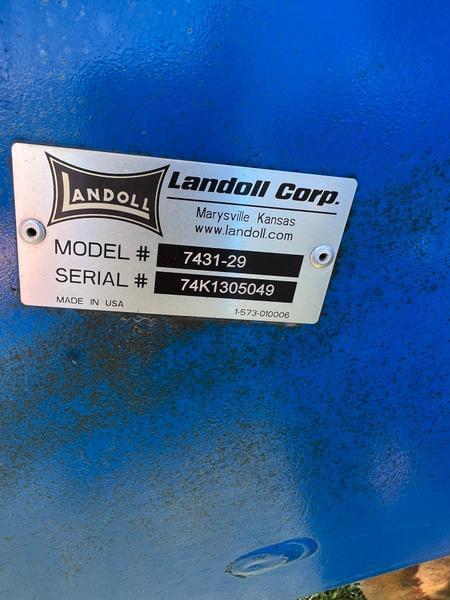 LANDOLL
Landoll Corp.
Marysville Kansas
www.landoll.com
MODEL # 7431-29
SERIAL # 74K1305049
MADE IN USA
1-573-010006